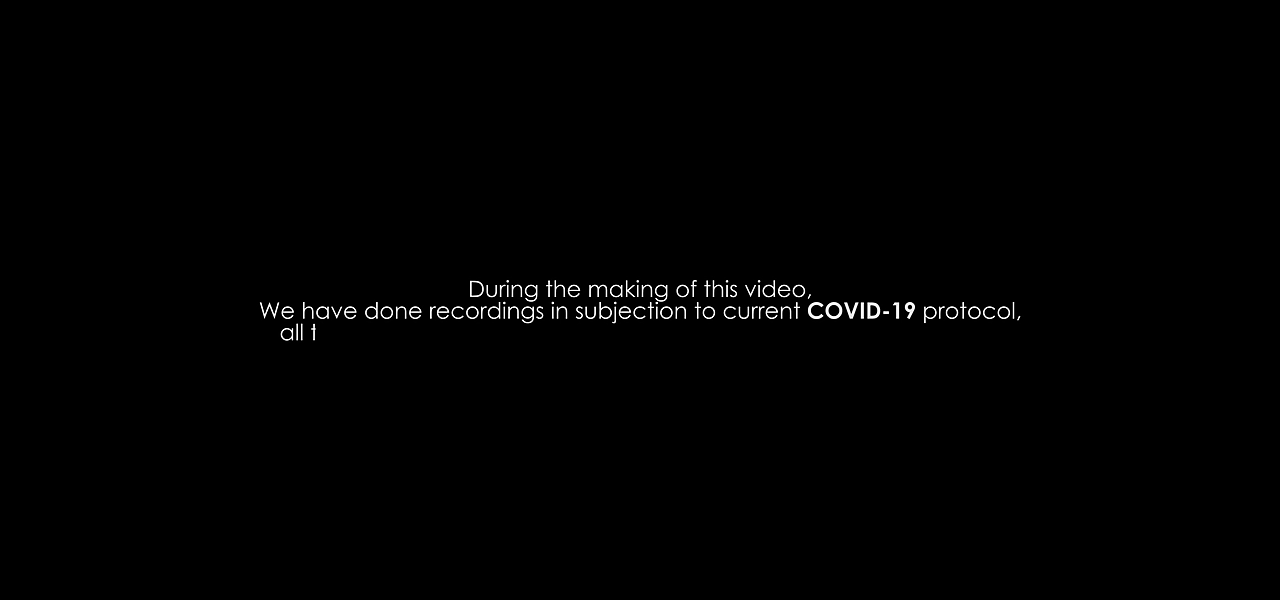 During the making of this video,
We have done recordings in subjection to current COVID-19 protocol,
all t